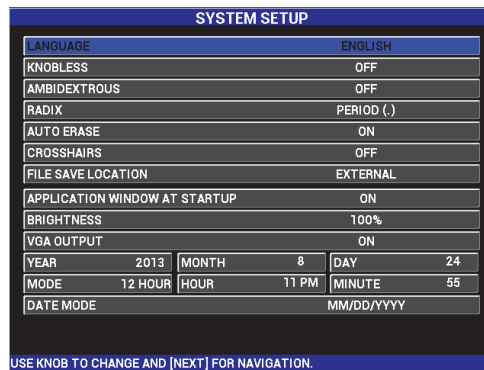 SYSTEM SETUP
LANGUAGE ENGLISH
KNOBLESS OFF
AMBIDEXTROUS OFF
RADIX PERIOD (.)
AUTO ERASE ON
CROSSHAIRS OFF
FILE SAVE LOCATION EXTERNAL
APPLICATION WINDOW AT STARTUP ON
BRIGHTNESS 100%
VGA OUTPUT ON
YEAR 2013 MONTH 8 DAY 24
MODE 12 HOUR HOUR 11 PM MINUTE 55
DATE MODE MM/DD/YYYY
USE KNOB TO CHANGE AND [NEXT] FOR NAVIGATION.